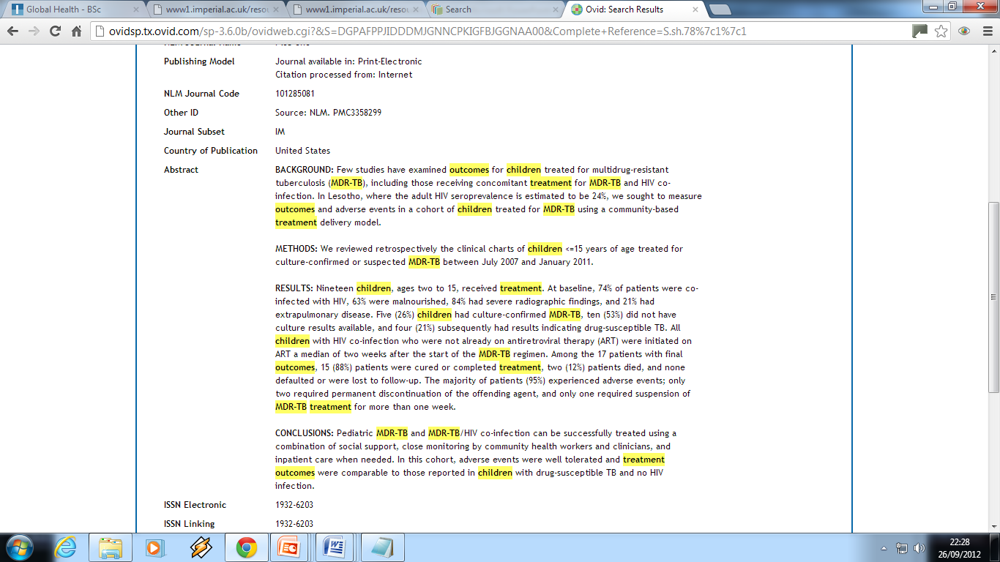 Global Health - BSc
www1.imperial.ac.uk/resou
www1.imperial.ac.uk/resou
Search
Ovid: Search Results
ovidsp.tx.ovid.com/sp-3.6.0b/ovidweb.cgi?&S=DGPAFPPJIDDDMJGNNCPKIGFBJGGNAA00&Complete+Reference=S.sh.78%7c1%7c1
Publishing Model Journal available in: Print-Electronic
Citation processed from: Internet
NLM Journal Code 101285081
Other ID Source: NLM. PMC3358299
Journal Subset IM
Country of Publication United States
Abstract BACKGROUND: Few studies have examined outcomes for children treated for multidrug-resistant
tuberculosis (MDR-TB), including those receiving concomitant treatment for MDR-TB and HIV co-
infection. In Lesotho, where the adult HIV seroprevalence is estimated to be 24%, we sought to measure
outcomes and adverse events in a cohort of children treated for MDR-TB using a community-based
treatment delivery model.
METHODS: We reviewed retrospectively the clinical charts of children <=15 years of age treated for
culture-confirmed or suspected MDR-TB between July 2007 and January 2011.
RESULTS: Nineteen children, ages two to 15, received treatment. At baseline, 74% of patients were co-
infected with HIV, 63% were malnourished, 84% had severe radiographic findings, and 21% had
extrapulmonary disease. Five (26%) children had culture-confirmed MDR-TB, ten (53%) did not have
culture results available, and four (21%) subsequently had results indicating drug-susceptible TB. All
children with HIV co-infection who were not already on antiretroviral therapy (ART) were initiated on
ART a median of two weeks after the start of the MDR-TB regimen. Among the 17 patients with final
outcomes, 15 (88%) patients were cured or completed treatment, two (12%) patients died, and none
defaulted or were lost to follow-up. The majority of patients (95%) experienced adverse events; only
two required permanent discontinuation of the offending agent, and only one required suspension of
MDR-TB treatment for more than one week.
CONCLUSIONS: Pediatric MDR-TB and MDR-TB/HIV co-infection can be successfully treated using a
combination of social support, close monitoring by community health workers and clinicians, and
inpatient care when needed. In this cohort, adverse events were well tolerated and treatment
outcomes were comparable to those reported in children with drug-susceptible TB and no HIV
infection.
ISSN Electronic 1932-6203
ISSN Linking 1932-6203
22:28
26/09/2012